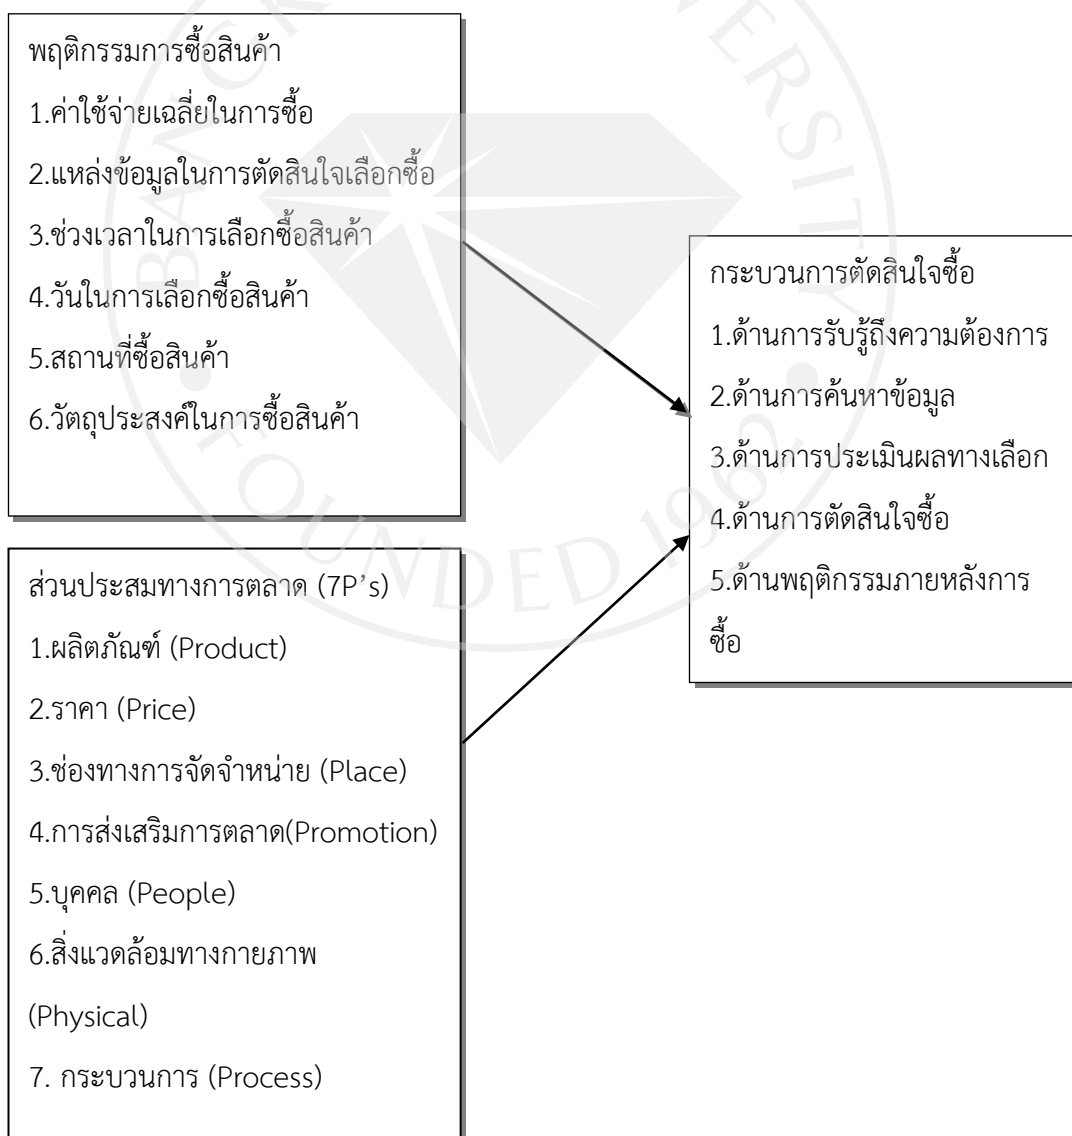 พฤติกรรมการซื้อสินค้า
1.ค่าใช้จ่ายเฉลี่ยในการซื้อ
2.แหล่งข้อมูลในการตัดสินใจเลือกซื้อ
3.ช่วงเวลาในการเลือกซื้อสินค้า
4.วันในการเลือกซื้อสินค้า
5.สถานที่ซื้อสินค้า
6.วัตถุประสงค์ในการซื้อสินค้า
ส่วนประสมทางการตลาด (7P’s)
1.ผลิตภัณฑ์ (Product)
2.ราคา (Price)
3.ช่องทางการจัดจำหน่าย (Place)
4.การส่งเสริมการตลาด(Promotion)
5.บุคคล (People)
6.สิ่งแวดล้อมทางกายภาพ
(Physical)
7. กระบวนการ (Process)
กระบวนการตัดสินใจซื้อ
1.ด้านการรับรู้ถึงความต้องการ
2.ด้านการค้นหาข้อมูล
3.ด้านการประเมินผลทางเลือก
4.ด้านการตัดสินใจซื้อ
5.ด้านพฤติกรรมภายหลังการ
ซื้อ
FOUNDED 1962